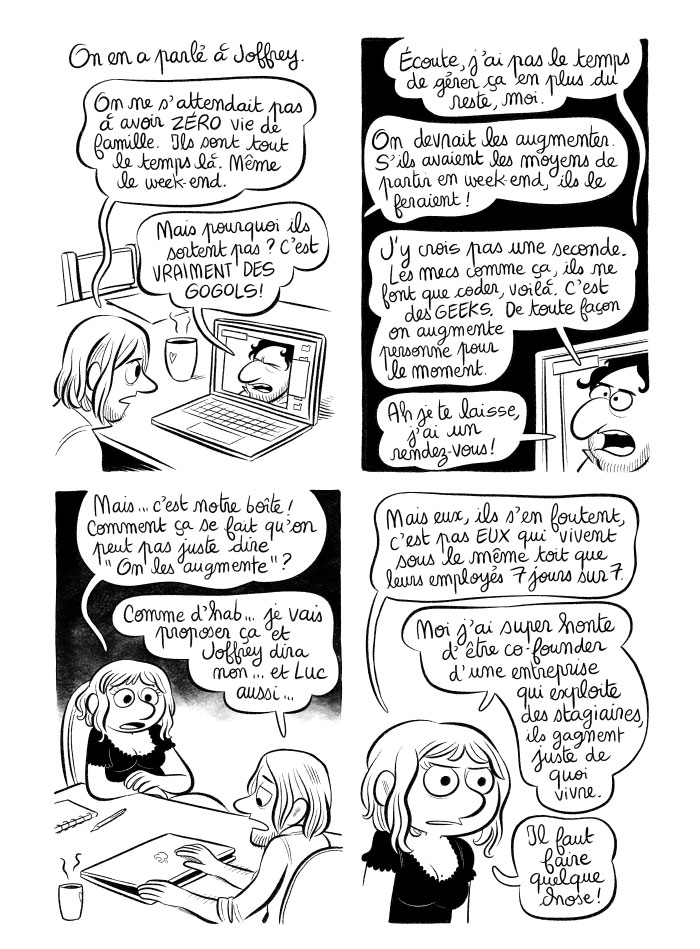 On en a parlé à Joffrey.
On ne s'attendait pas
à avoir ZÉRO vie de
famille. Ils sont tout
le temps là. Même
le week-end.
Mais pourquoi ils
sortent pas ? C'est
VRAIMENT DES
GOGOLS !
Écoute, j'ai pas le temps
de gérer ça en plus du
reste, moi.
On devrait les augmenter.
S'ils avaient les moyens de
partir en week-end, ils le
feraient !
J'y crois pas une seconde.
Les mecs comme ça, ils ne
font que coder, voilà. C'est
des GEEKS. De toute façon
on augmente
personne pour
le moment.
Ah je te laisse,
j'ai un
rendez-vous !
Mais... c'est notre boîte !
Comment ça se fait qu'on
peut pas juste dire
"On les augmente" ?
Comme d'hab... je vais
proposer ça et
Joffrey dira
non... et Luc
aussi...
Mais eux, ils s'en foutent,
c'est pas EUX qui vivent
sous le même toit que
leurs employés 7 jours sur 7.
Moi j'ai super honte
d'être co-founder
d'une entreprise
qui exploite
des stagiaires,
ils gagnent
juste de
quoi
vivre.
Il faut
faire
quelque
chose !